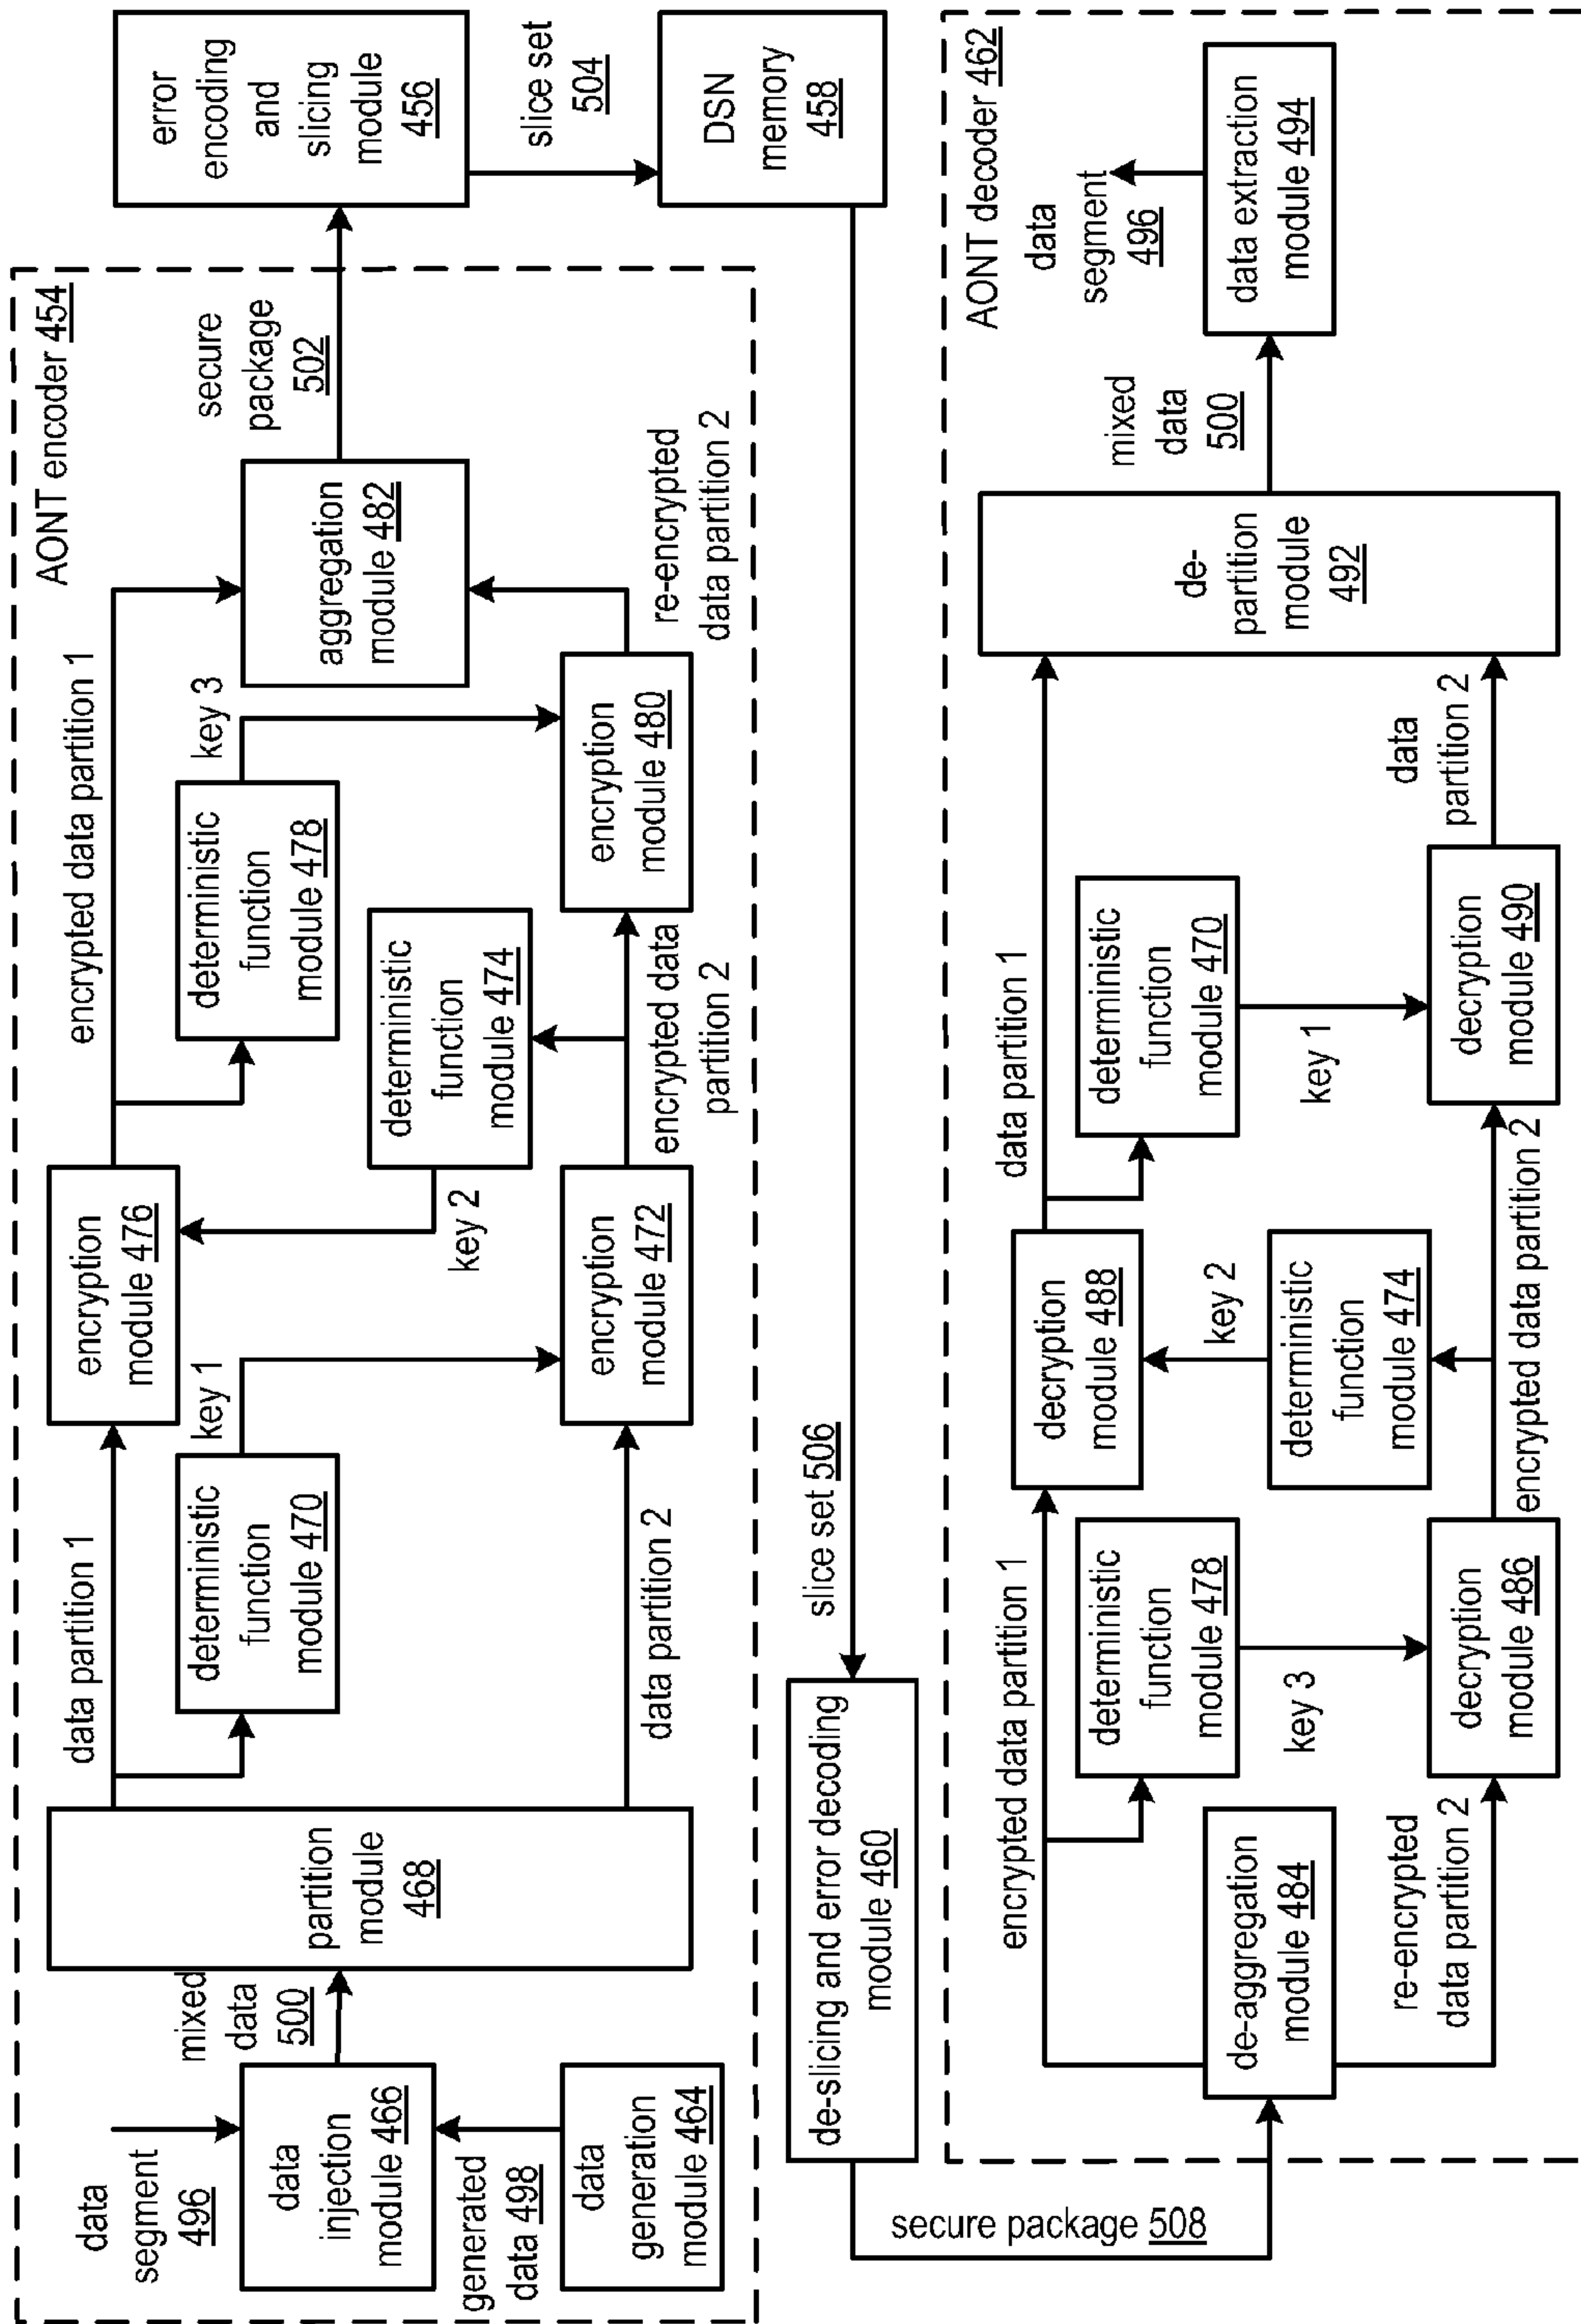 AONT encoder 454
data
segment
496
data
injection
module 466
generated
data 498
data
generation
module 464
mixed
data
500
partition
module
468
data partition 1
deterministic
function
module 470
key 1
data partition 2
encryption
module 476
encryption
module 472
key 2
deterministic
function
module 474
encrypted data
partition 2
encrypted data partition 1
deterministic
function
module 478
key 3
encryption
module 480
re-encrypted
data partition 2
aggregation
module 482
secure
package
502
error
encoding
and
slicing
module
456
slice set
504
DSN
memory
458
slice set 506
de-slicing and error decoding
module 460
secure package 508
AONT decoder 462
de-aggregation
module 484
encrypted data partition 1
re-encrypted
data partition 2
deterministic
function
module 478
key 3
decryption
module 486
encrypted data partition 2
decryption
module 488
key 2
deterministic
function
module 474
data partition 1
deterministic
function
module 470
key 1
decryption
module 490
data
partition 2
de-
partition
module
492
mixed
data
500
data extraction
module 494
data
segment
496